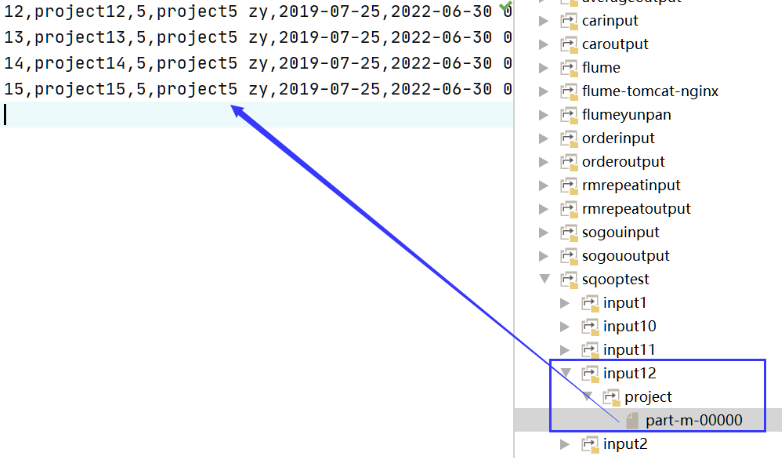 12,project12,5,project5 zy,2019-07-25,2022-06-30 0
13,project13,5,project5 zy,2019-07-25,2022-06-30 0
14,project14,5,project5 zy,2019-07-25,2022-06-30 0
15,project15,5,project5 zy,2019-07-25,2022-06-30 0
averageoutput
carinput
caroutput
flume
flume-tomcat-nginx
flumeyunpan
orderinput
orderoutput
rmrepeatinput
rmrepeatoutput
sogouinput
sogououtput
sqooptest
input1
input10
input11
input12
project
part-m-00000
input2